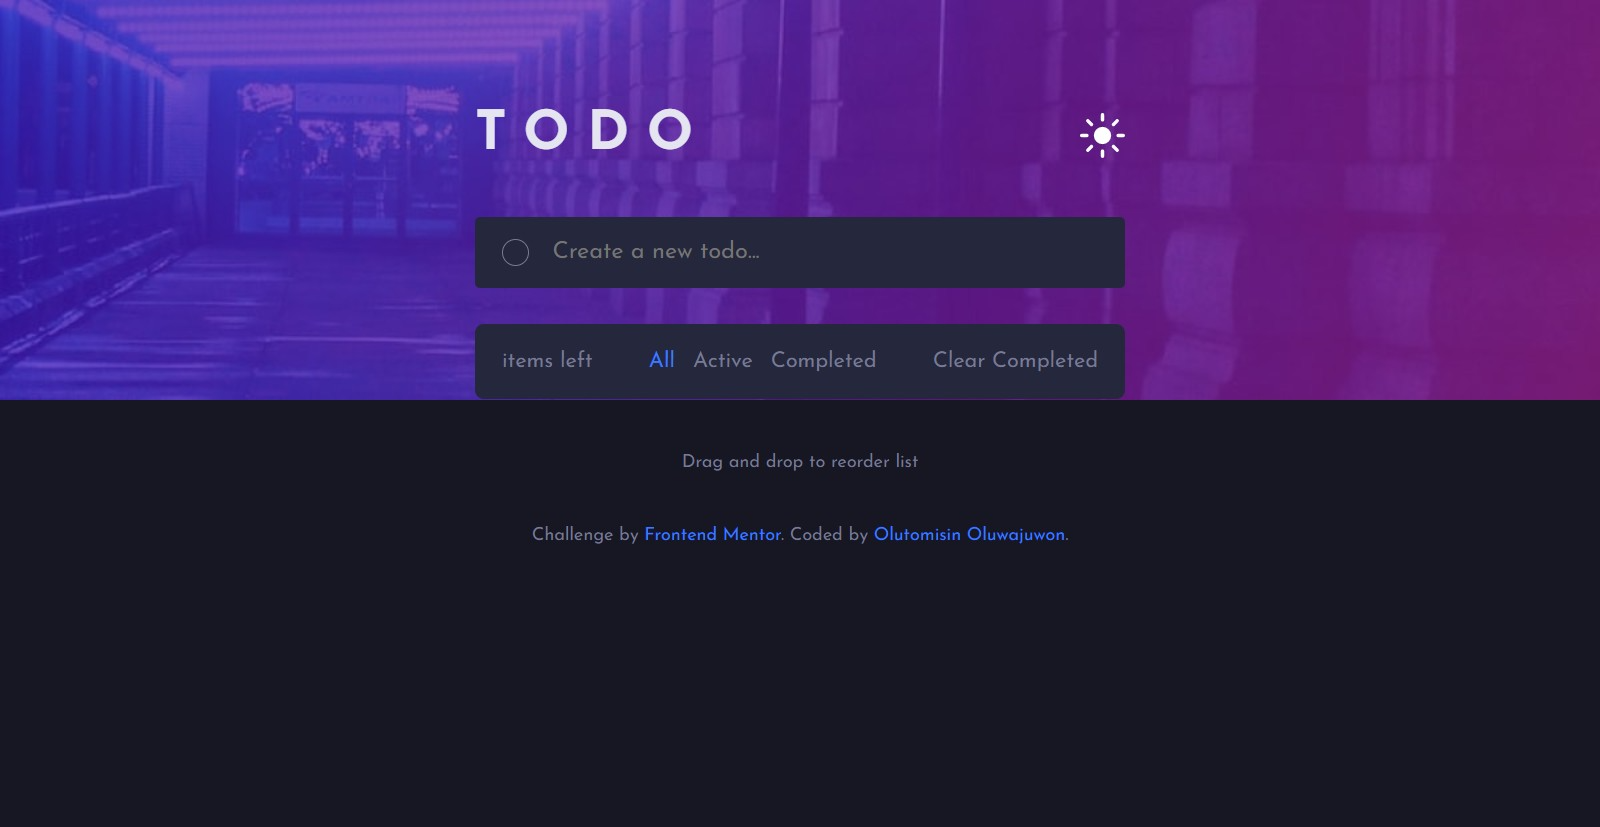 TODO
Create a new todo...
items left All Active Completed Clear Completed
Drag and drop to reorder list
Challenge by Frontend Mentor. Coded by Olutomisin Oluwajuwon.